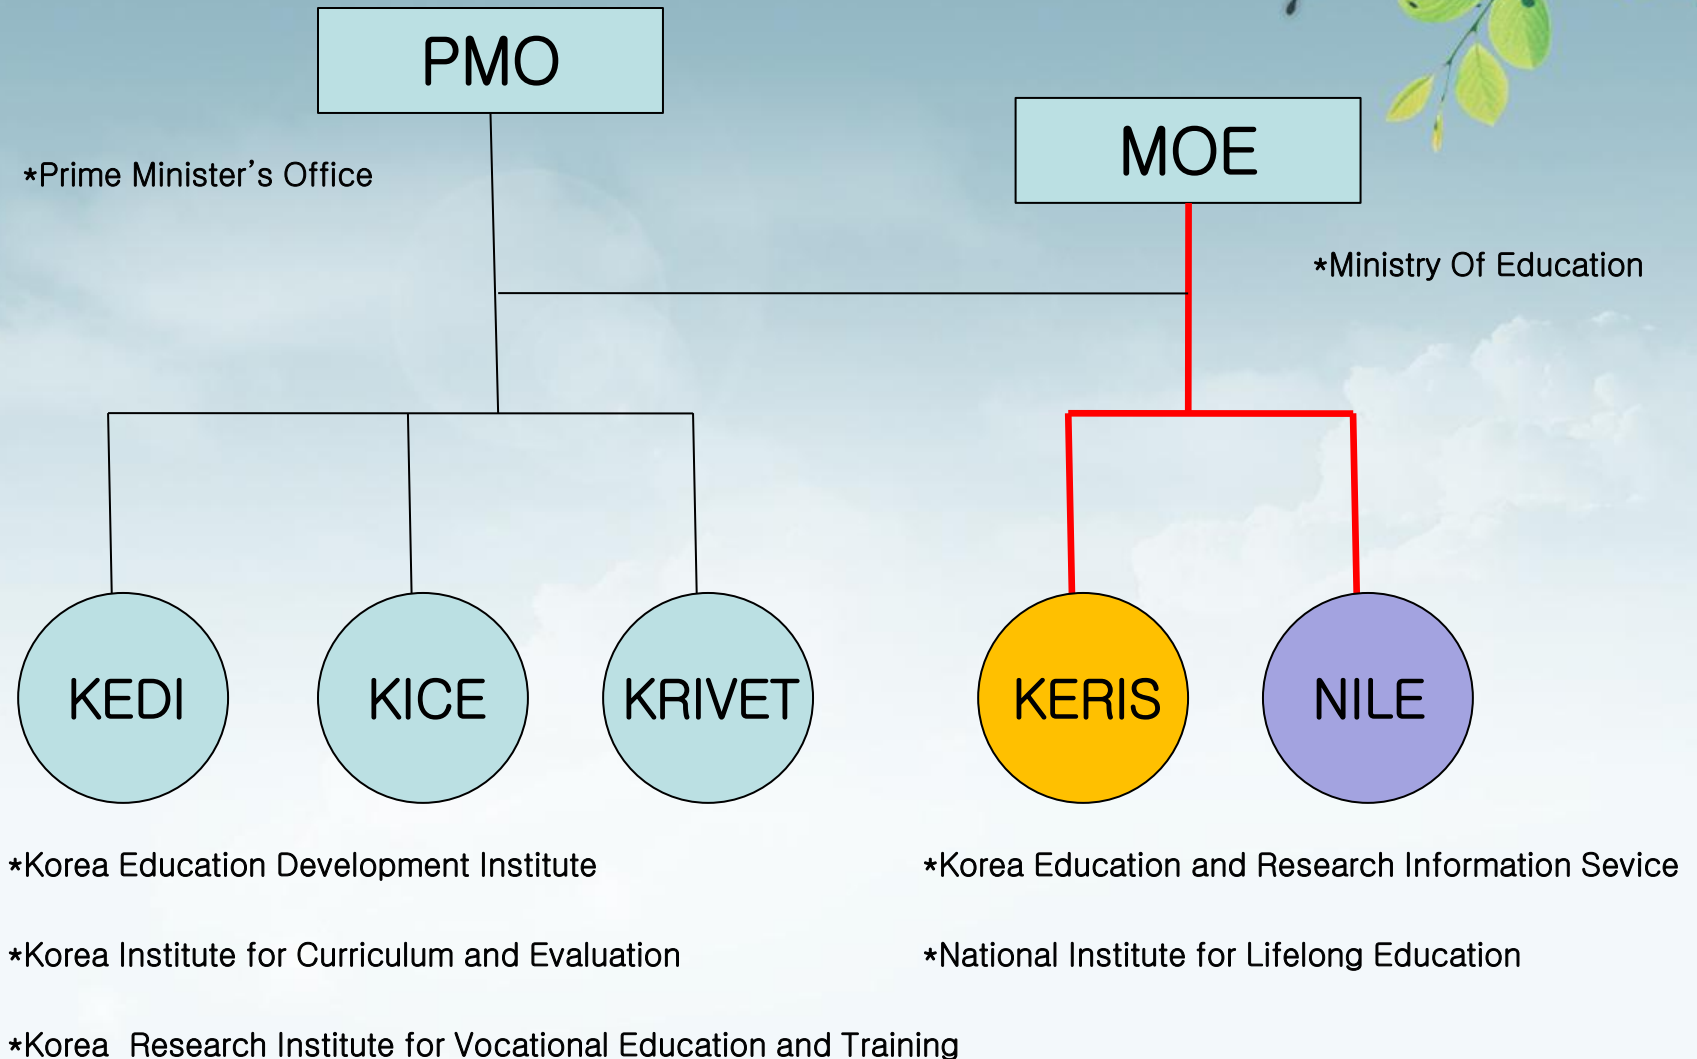 PMO
MOE
*Prime Minister's Office
*Ministry Of Education
KEDI
KICE
KRIVET
KERIS
NILE
*Korea Education Development Institute
*Korea Education and Research Information Sevice
*Korea Institute for Curriculum and Evaluation
*National Institute for Lifelong Education
*Korea  Research Institute for Vocational Education and Training